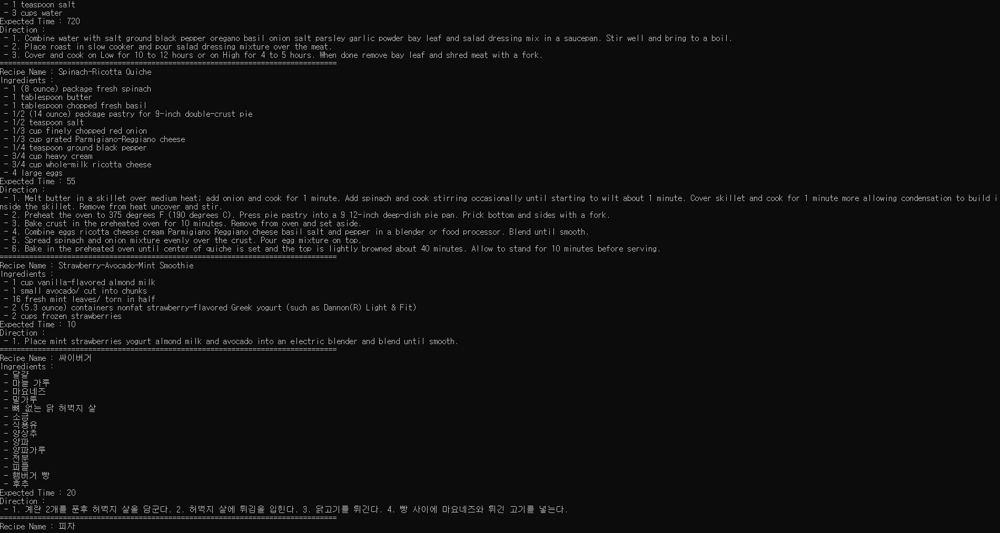 - 1 teaspoon salt
- 3 cups water
Expected Time : 720
Direction :
- 1. Combine water with salt ground black pepper oregano basil onion salt parsley garlic powder bay leaf and salad dressing mix in a saucepan. Stir well and bring to a boil.
- 2. Place roast in slow cooker and pour salad dressing mixture over the meat.
- 3. Cover and cook on Low for 10 to 12 hours or on High for 4 to 5 hours. When done remove bay leaf and shred meat with a fork.
================================================================================
Recipe Name : Spinach-Ricotta Quiche
Ingredients :
- 1 (8 ounce) package fresh spinach
- 1 tablespoon butter
- 1 tablespoon chopped fresh basil
- 1/2 (14 ounce) package pastry for 9-inch double-crust pie
- 1/2 teaspoon salt
- 1/3 cup finely chopped red onion
- 1/3 cup grated Parmigiano-Reggiano cheese
- 1/4 teaspoon ground black pepper
- 3/4 cup heavy cream
- 3/4 cup whole-milk ricotta cheese
- 4 large eggs
Expected Time : 55
Direction :
- 1. Melt butter in a skillet over medium heat; add onion and cook for 1 minute. Add spinach and cook stirring occasionally until starting to wilt about 1 minute. Cover skillet and cook for 1 minute more allowing condensation to build i
nside the skillet. Remove from heat uncover and stir.
- 2. Preheat the oven to 375 degrees F (190 degrees C). Press pie pastry into a 9 12-inch deep-dish pie pan. Prick bottom and sides with a fork.
- 3. Bake crust in the preheated oven for 10 minutes. Remove from oven and set aside.
- 4. Combine eggs ricotta cheese cream Parmigiano Reggiano cheese basil salt and pepper in a blender or food processor. Blend until smooth.
- 5. Spread spinach and onion mixture evenly over the crust. Pour egg mixture on top.
- 6. Bake in the preheated oven until center of quiche is set and the top is lightly browned about 40 minutes. Allow to stand for 10 minutes before serving.
================================================================================
Recipe Name : Strawberry-Avocado-Mint Smoothie
Ingredients :
- 1 cup vanilla-flavored almond milk
- 1 small avocado/ cut into chunks
- 16 fresh mint leaves/ torn in half
- 2 (5.3 ounce) containers nonfat strawberry-flavored Greek yogurt (such as Dannon(R) Light & Fit)
- 2 cups frozen strawberries
Expected Time : 10
Direction :
- 1. Place mint strawberries yogurt almond milk and avocado into an electric blender and blend until smooth.
================================================================================
Recipe Name : 싸이버거
Ingredients :
- 달걀
- 마늘 가루
- 마요네즈
- 밀가루
- 뼈 없는 닭 허벅지 살
- 소금
- 식용유
- 양상추
- 양파
- 양파가루
- 전분
- 피클
- 햄버거 빵
- 후추
Expected Time : 20
Direction :
- 1. 계란 2개를 푼후 허벅지 살을 담군다. 2. 허벅지 살에 튀김을 입힌다. 3. 닭고기를 튀긴다. 4. 빵 사이에 마요네즈와 튀긴 고기를 넣는다.
================================================================================
Recipe Name : 피자